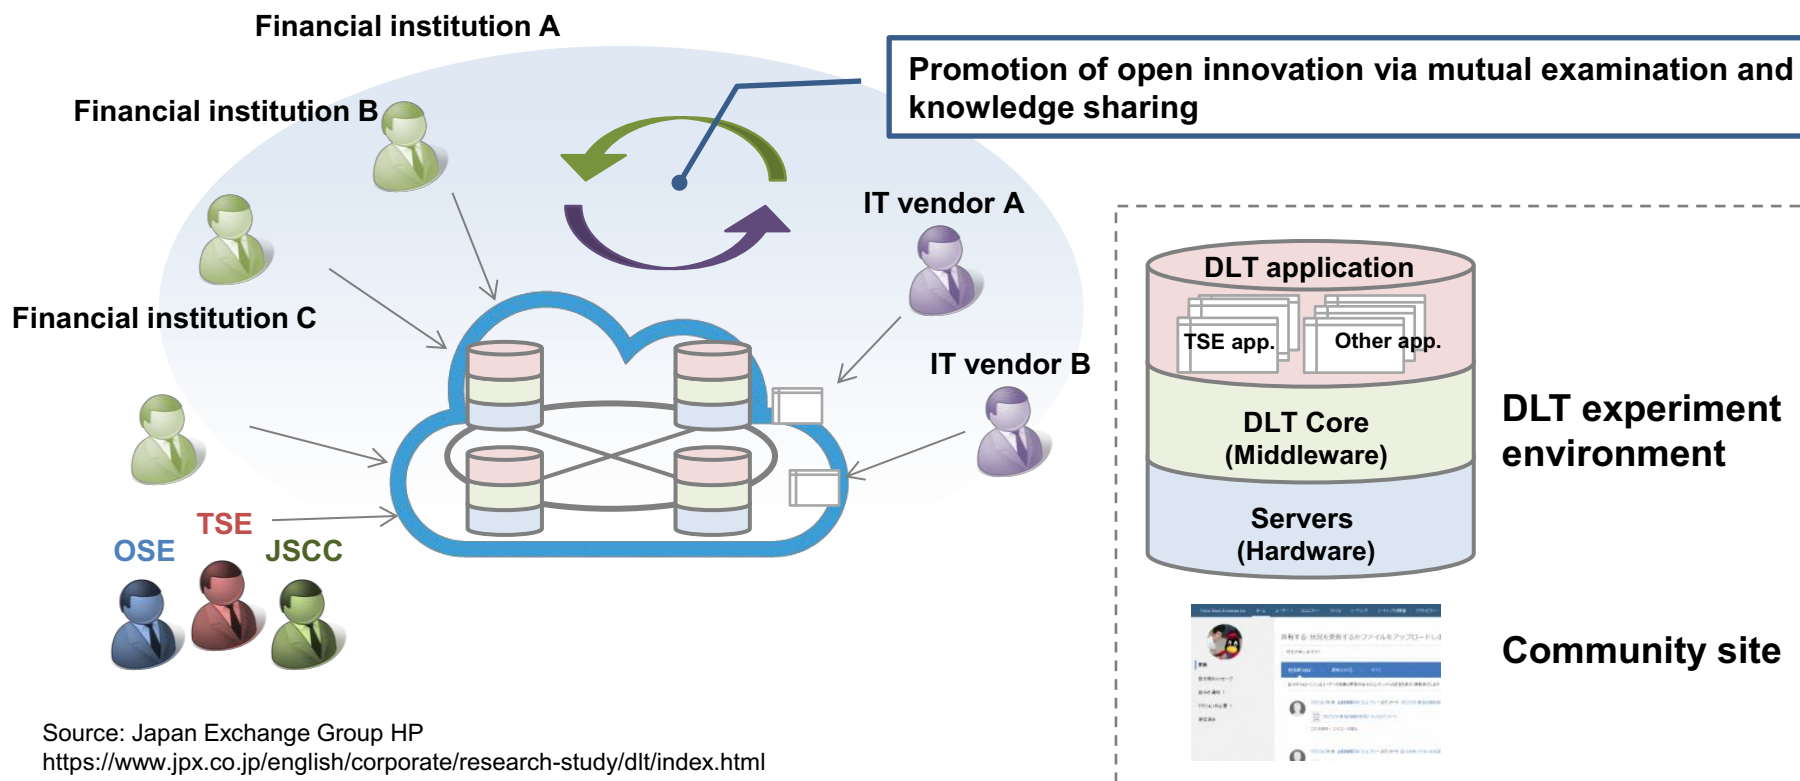 Financial institution A
Promotion of open innovation via mutual examination and
knowledge sharing
Financial institution B
IT vendor A
Financial institution C
IT vendor B
DLT application
TSE app.
Other app.
DLT Core
(Middleware)
Servers
(Hardware)
DLT experiment
environment
TSE
OSE
JSCC
Community site
Source: Japan Exchange Group HP
https://www.jpx.co.jp/english/corporate/research-study/dlt/index.html